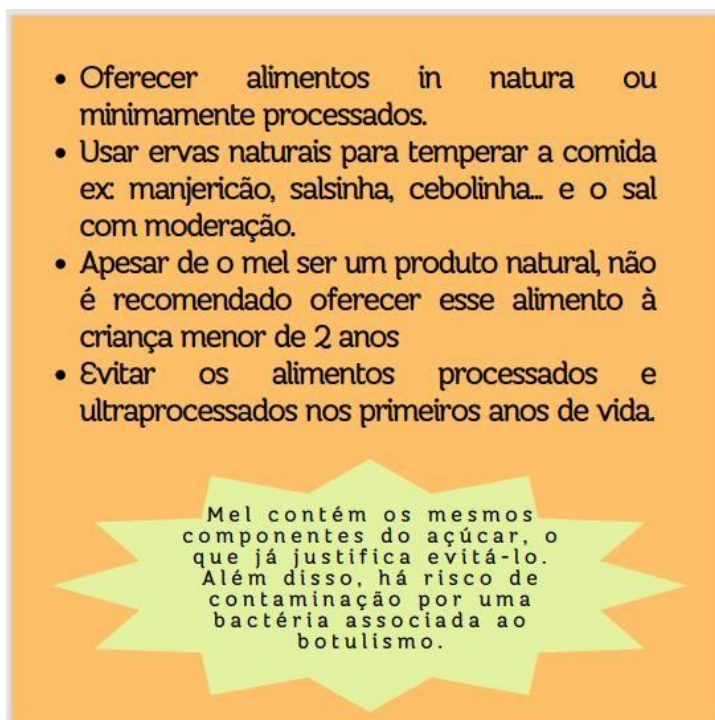 • Oferecer alimentos in natura ou
minimamente processados.
• Usar ervas naturais para temperar a comida
ex: manjericão, salsinha, cebolinha... e o sal
com moderação.
• Apesar de o mel ser um produto natural, não
é recomendado oferecer esse alimento à
criança menor de 2 anos
• Evitar os alimentos processados e
ultraprocessados nos primeiros anos de vida.
Mel contém os mesmos
componentes do açúcar, o
que já justifica evitá-lo.
Além disso, há risco de
contaminação por uma
bactéria associada ao
botulismo.